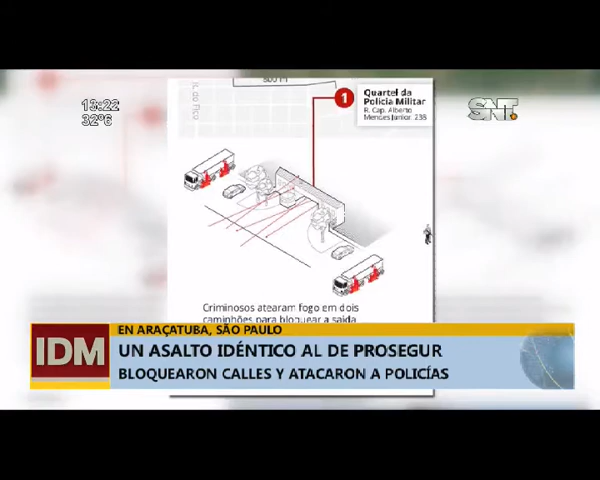 800 m
1
Quartel da
Polícia Militar
R. Cap. Alberto
Mendes Júnior, 238
13:22
32°6
SNT
Criminosos atearam fogo em dois
caminhões para bloquear a saída
EN ARAÇATUBA, SÃO PAULO
IDM
UN ASALTO IDÉNTICO AL DE PROSEGUR
BLOQUEARON CALLES Y ATACARON A POLICÍAS